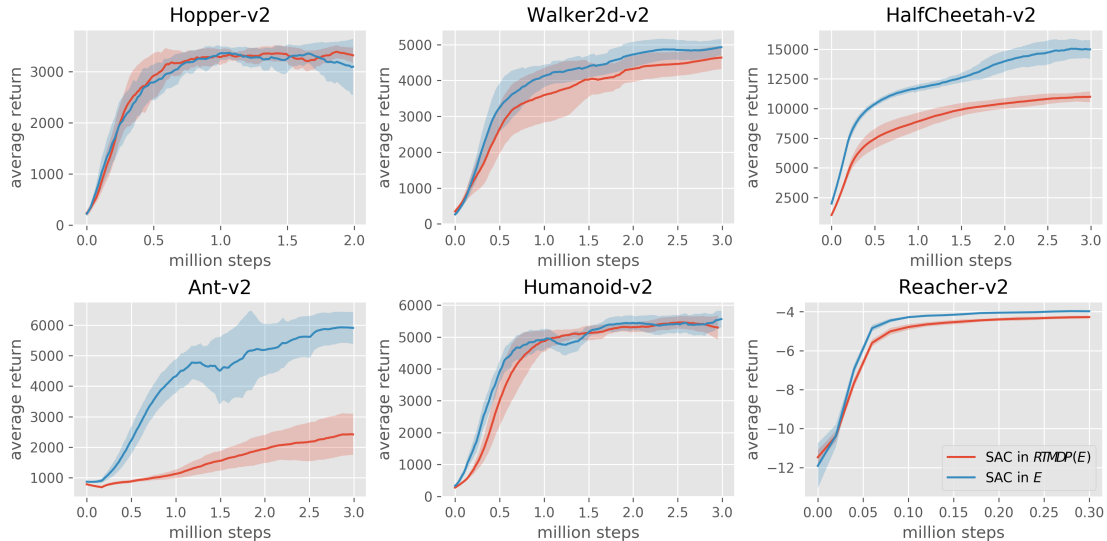 Hopper-v2
average return
3000
2000
1000
0
0.0 0.5 1.0 1.5 2.0
million steps
Walker2d-v2
average return
5000
4000
3000
2000
1000
0
0.0 0.5 1.0 1.5 2.0 2.5 3.0
million steps
HalfCheetah-v2
average return
15000
12500
10000
7500
5000
2500
0.0 0.5 1.0 1.5 2.0 2.5 3.0
million steps
Ant-v2
average return
6000
5000
4000
3000
2000
1000
0.0 0.5 1.0 1.5 2.0 2.5 3.0
million steps
Humanoid-v2
average return
6000
5000
4000
3000
2000
1000
0
0.0 0.5 1.0 1.5 2.0 2.5 3.0
million steps
Reacher-v2
average return
−4
−6
−8
−10
−12
SAC in RTMDP(E)
SAC in E
0.00 0.05 0.10 0.15 0.20 0.25 0.30
million steps